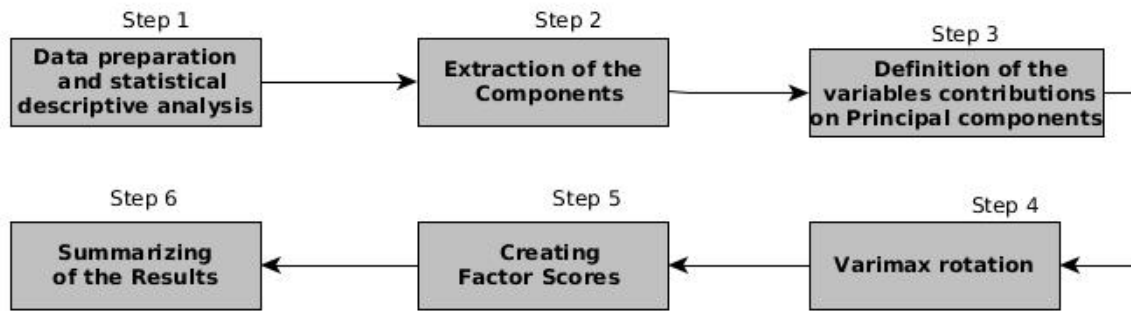 Step 1
Data preparation
and statistical
descriptive analysis
Step 2
Extraction of the
Components
Step 3
Definition of the
variables contributions
on Principal components
Step 4
Varimax rotation
Step 5
Creating
Factor Scores
Step 6
Summarizing
of the Results